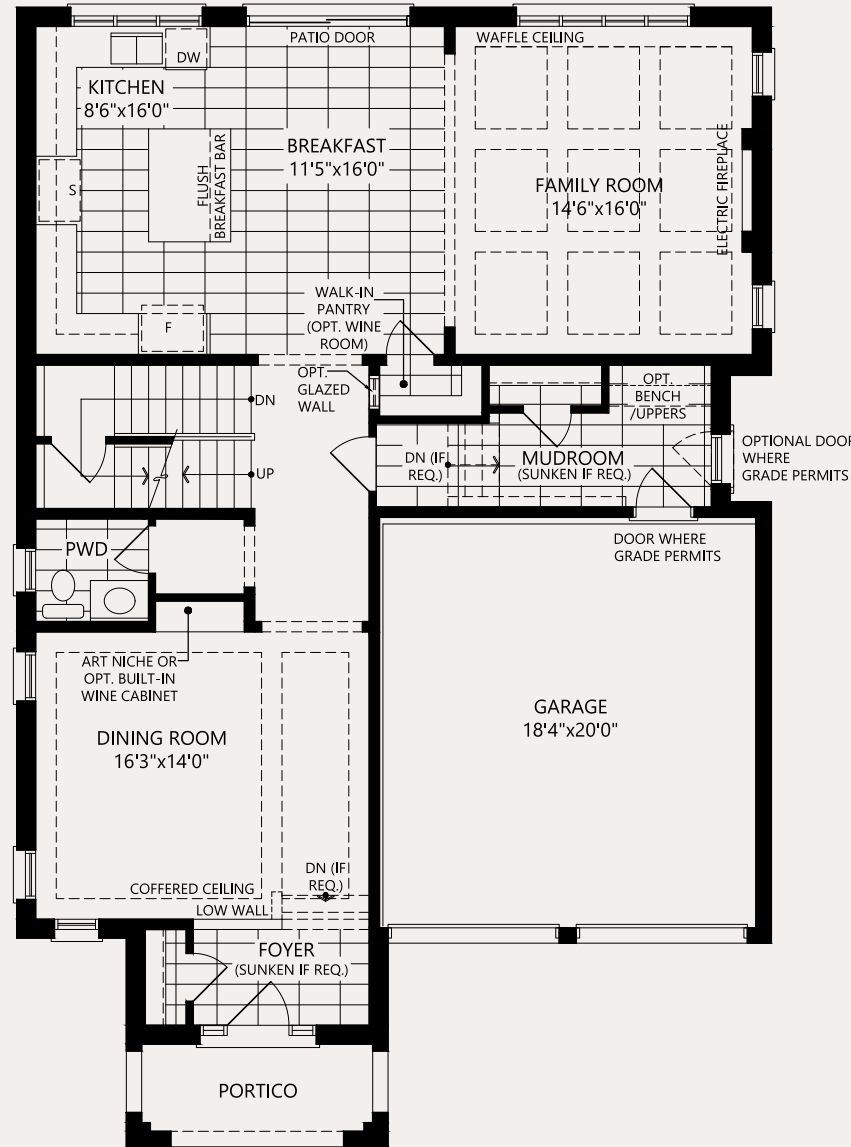 PATIO DOOR
WAFFLE CEILING
DW
KITCHEN
8'6"x16'0"
BREAKFAST
11'5"x16'0"
FLUSH
BREAKFAST BAR
S
FAMILY ROOM
14'6"x16'0"
ELECTRIC FIREPLACE
WALK-IN
PANTRY
(OPT. WINE
ROOM)
F
OPT.
GLAZED
WALL
DN
UP
OPT.
BENCH
/UPPERS
DN (IF
REQ.)
MUDROOM
(SUNKEN IF REQ.)
OPTIONAL DOOR
WHERE
GRADE PERMITS
DOOR WHERE
GRADE PERMITS
PWD
ART NICHE OR
OPT. BUILT-IN
WINE CABINET
DINING ROOM
16'3"x14'0"
GARAGE
18'4"x20'0"
COFFERED CEILING
DN (IF
REQ.)
LOW WALL
FOYER
(SUNKEN IF REQ.)
PORTICO